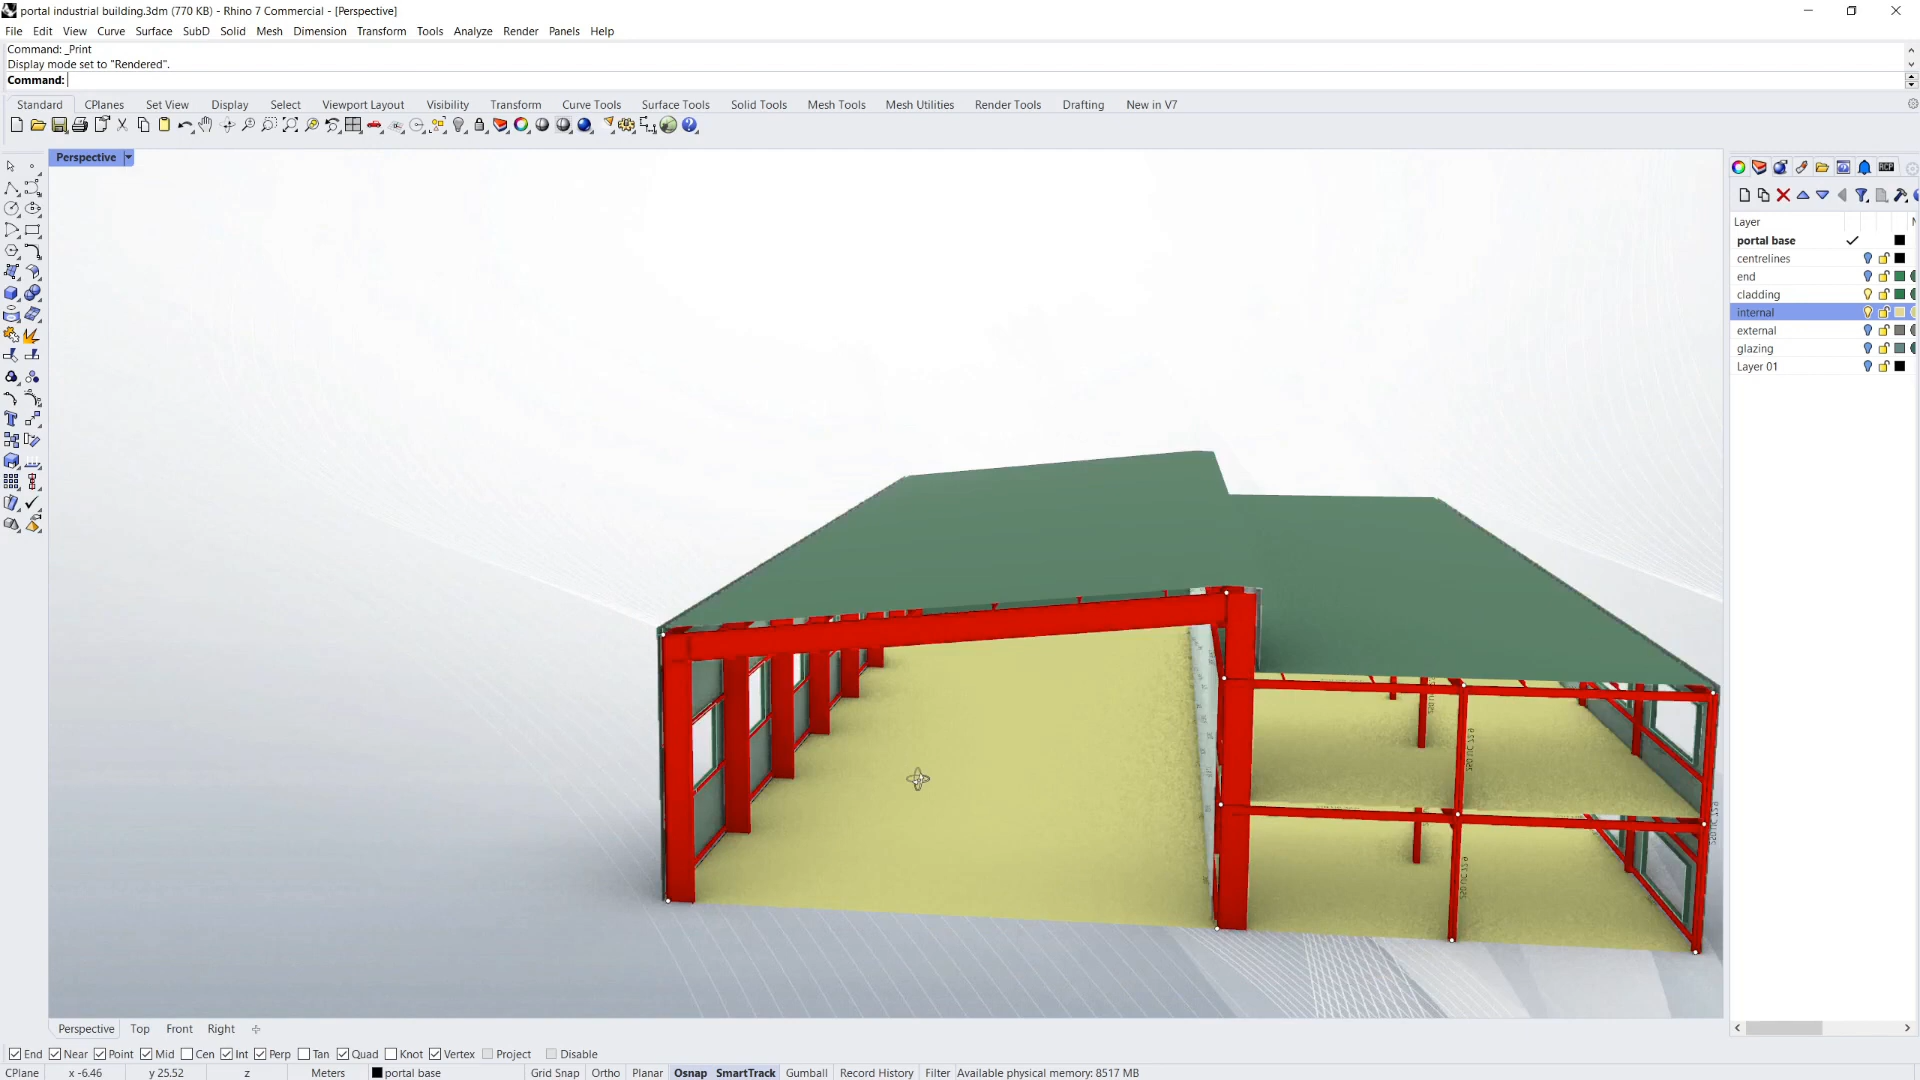 portal industrial building.3dm (770 KB) - Rhino 7 Commercial - [Perspective]
File Edit View Curve Surface SubD Solid Mesh Dimension Transform Tools Analyze Render Panels Help
Command: _Print
Display mode set to "Rendered".
Command:
Standard CPlanes Set View Display Select Viewport Layout Visibility Transform Curve Tools Surface Tools Solid Tools Mesh Tools Mesh Utilities Render Tools Drafting New in V7
Perspective
Layer
portal base
centrelines
end
cladding
internal
external
glazing
Layer 01
Perspective Top Front Right
End Near Point Mid Cen Int Perp Tan Quad Knot Vertex Project Disable
CPlane x -6.46 y 25.52 z Meters portal base Grid Snap Ortho Planar Osnap SmartTrack Gumball Record History Filter Available physical memory: 8517 MB